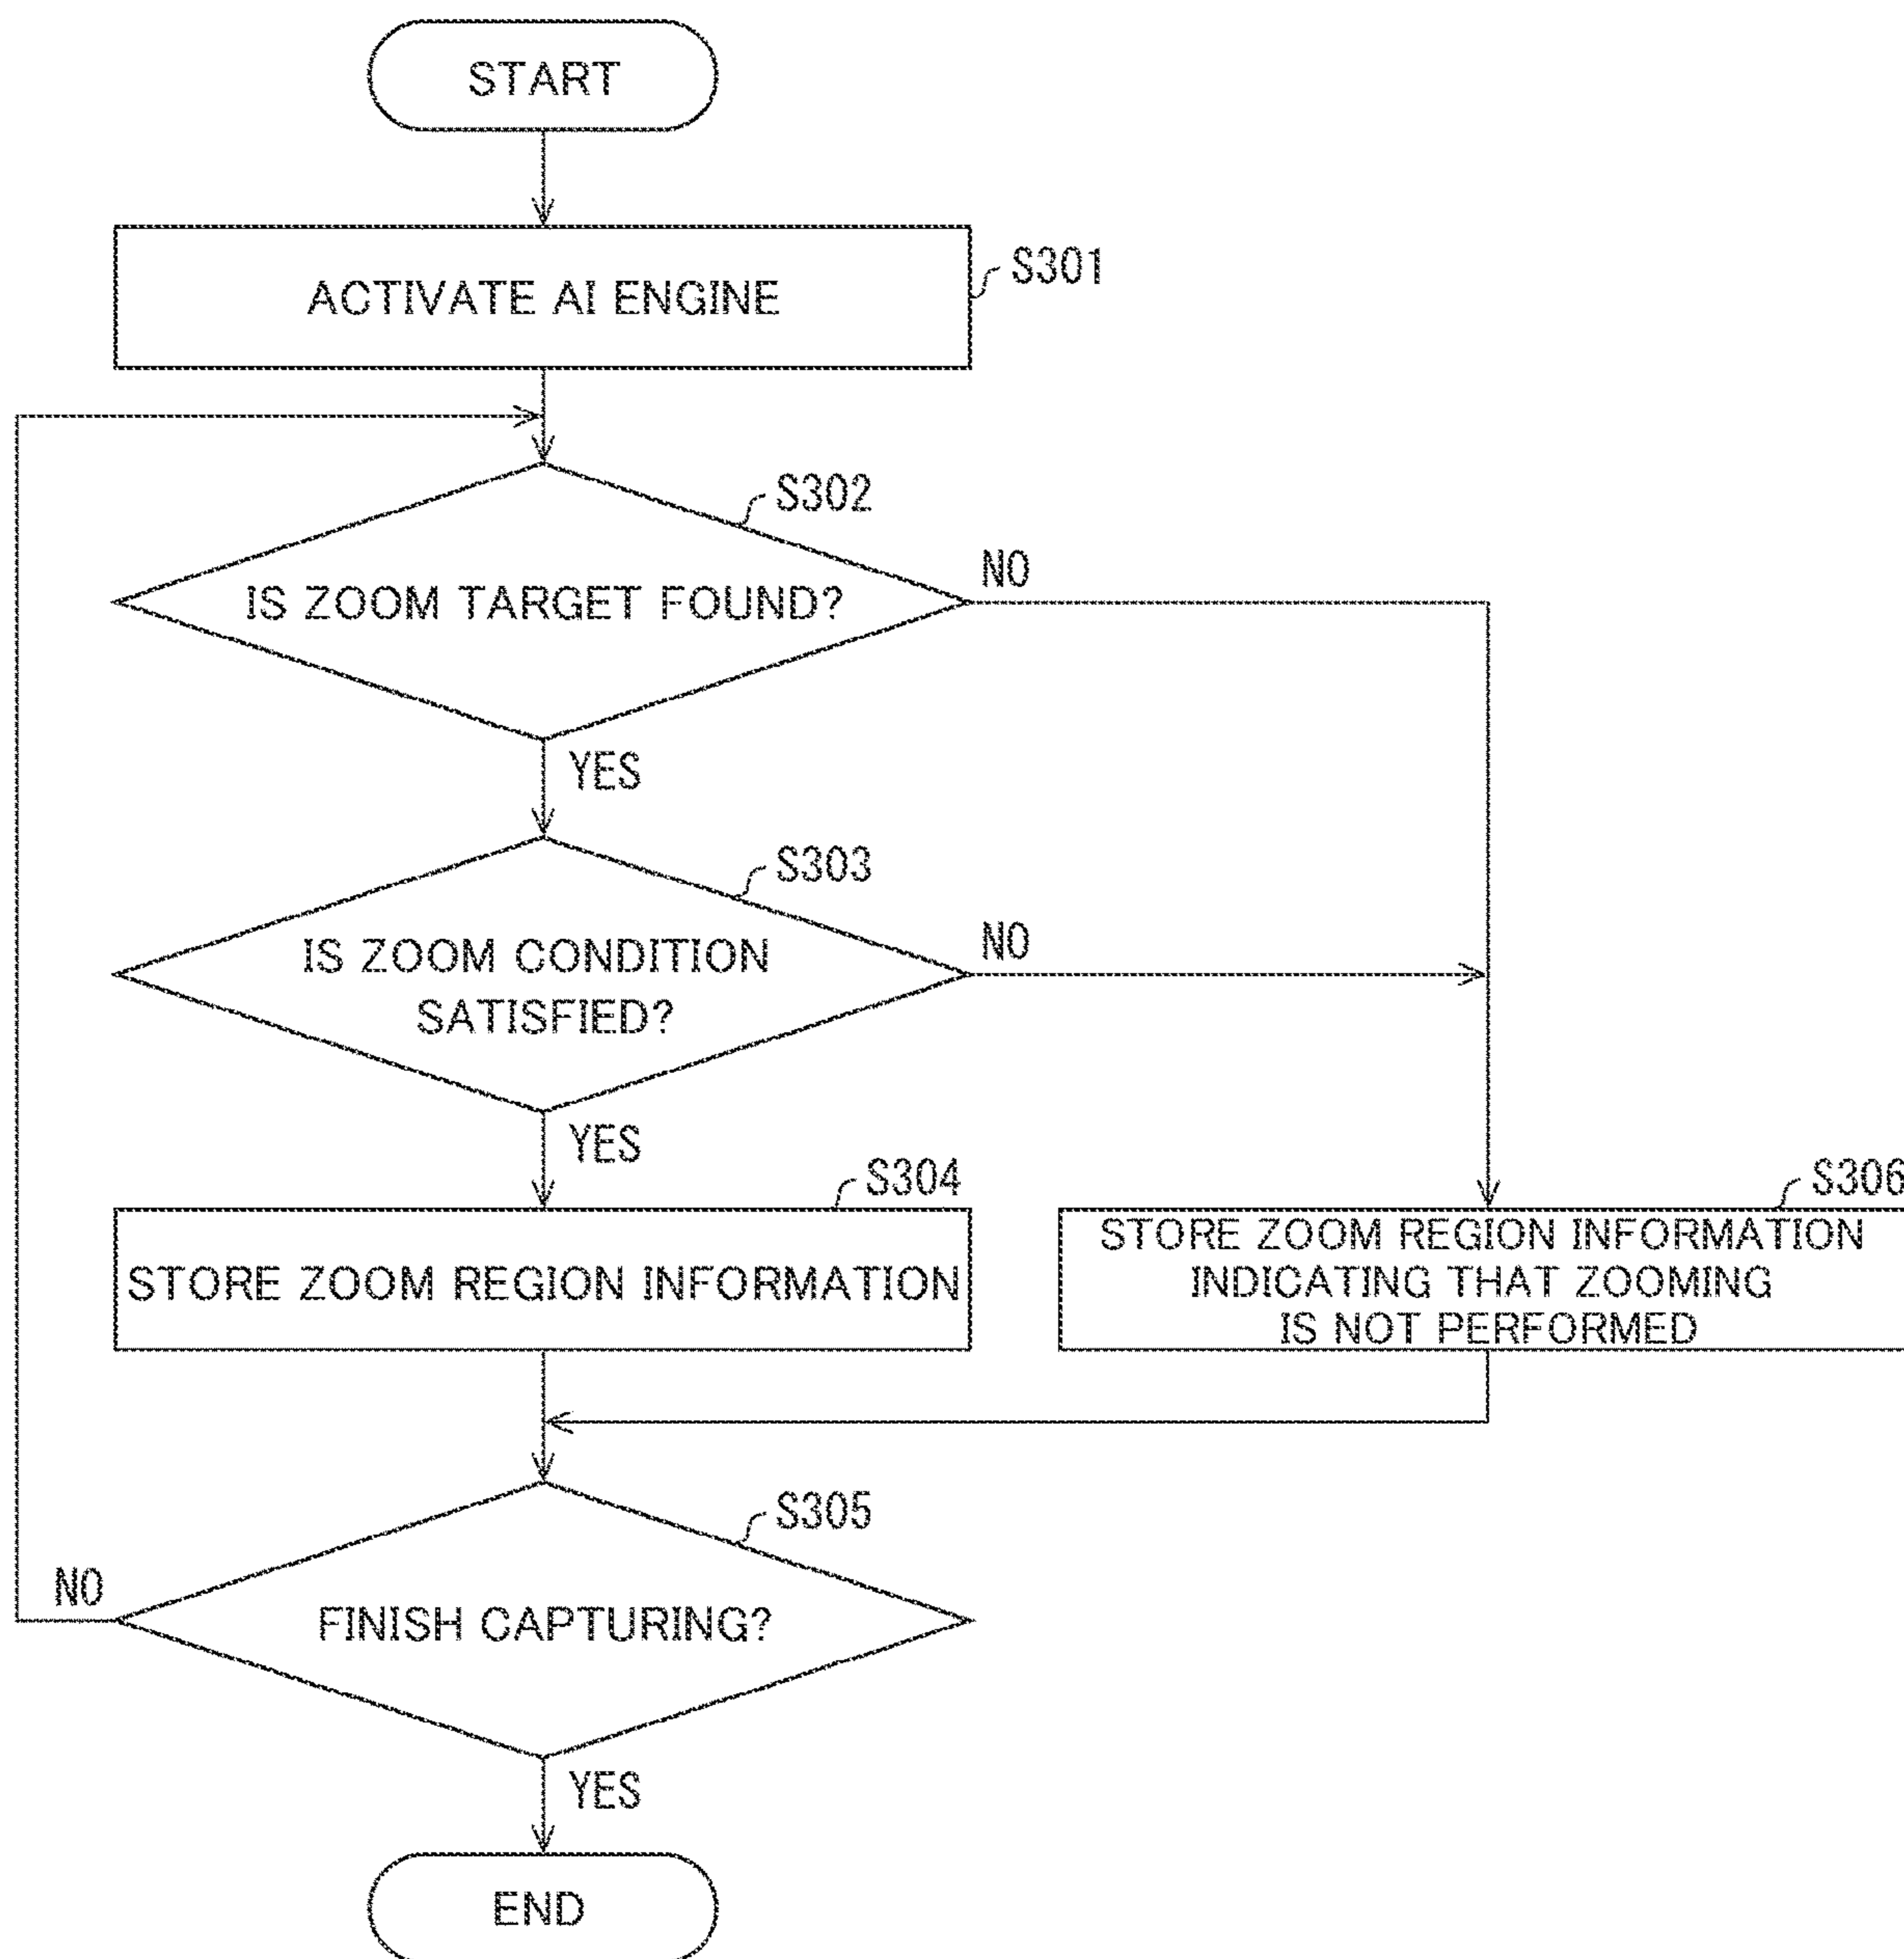 START
ACTIVATE AI ENGINE
S301
S302
IS ZOOM TARGET FOUND?
NO
YES
S303
IS ZOOM CONDITION
SATISFIED?
NO
YES
S304
STORE ZOOM REGION INFORMATION
S306
STORE ZOOM REGION INFORMATION
INDICATING THAT ZOOMING
IS NOT PERFORMED
S305
FINISH CAPTURING?
NO
YES
END